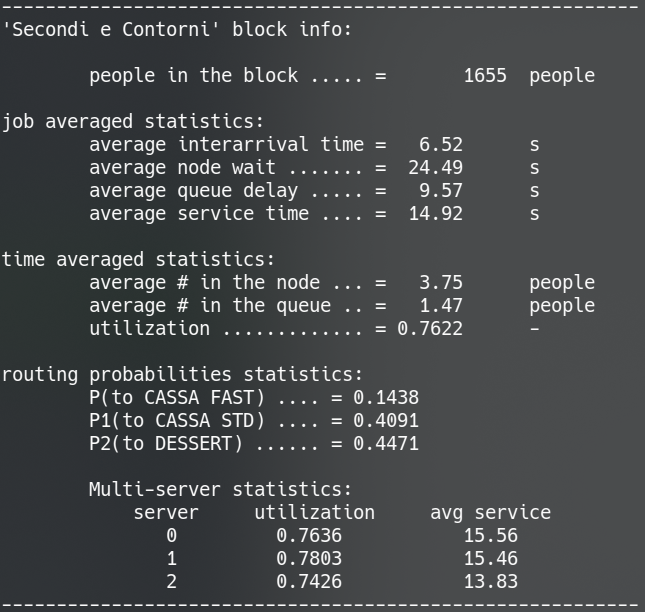 --------------------------------------------------------------
'Secondi e Contorni' block info:
people in the block ..... = 1655 people
job averaged statistics:
average interarrival time = 6.52 s
average node wait ....... = 24.49 s
average queue delay ..... = 9.57 s
average service time .... = 14.92 s
time averaged statistics:
average # in the node ... = 3.75 people
average # in the queue .. = 1.47 people
utilization ............. = 0.7622 -
routing probabilities statistics:
P(to CASSA FAST) .... = 0.1438
P1(to CASSA STD) .... = 0.4091
P2(to DESSERT) ...... = 0.4471
Multi-server statistics:
server utilization avg service
0 0.7636 15.56
1 0.7803 15.46
2 0.7426 13.83
--------------------------------------------------------------